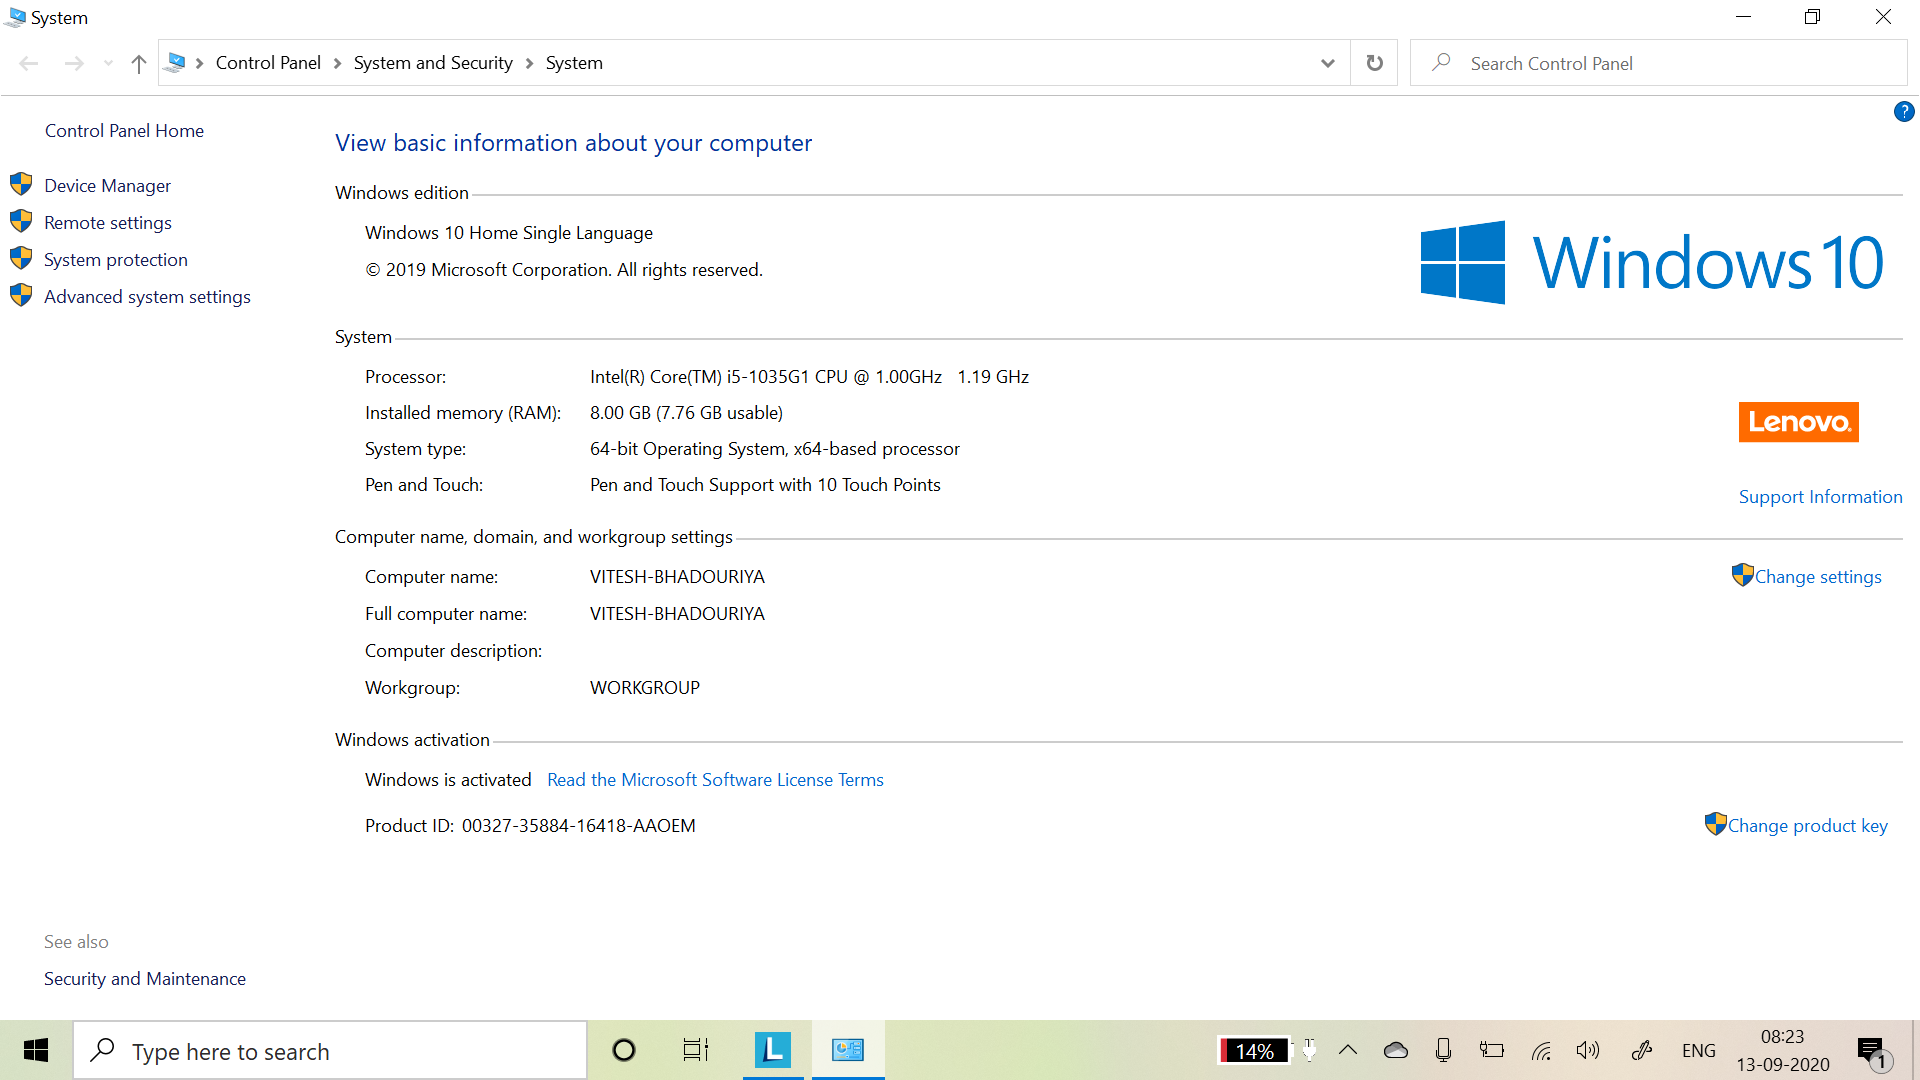 System
Control Panel > System and Security > System
Search Control Panel
?
Control Panel Home
Device Manager
Remote settings
System protection
Advanced system settings
View basic information about your computer
Windows edition
Windows 10 Home Single Language
© 2019 Microsoft Corporation. All rights reserved.
Windows 10
System
Processor: Intel(R) Core(TM) i5-1035G1 CPU @ 1.00GHz 1.19 GHz
Installed memory (RAM): 8.00 GB (7.76 GB usable)
System type: 64-bit Operating System, x64-based processor
Pen and Touch: Pen and Touch Support with 10 Touch Points
Lenovo.
Support Information
Computer name, domain, and workgroup settings
Computer name: VITESH-BHADOURIYA
Change settings
Full computer name: VITESH-BHADOURIYA
Computer description:
Workgroup: WORKGROUP
Windows activation
Windows is activated Read the Microsoft Software License Terms
Product ID: 00327-35884-16418-AAOEM
Change product key
See also
Security and Maintenance
Type here to search
L
14%
ENG
08:23
13-09-2020
1